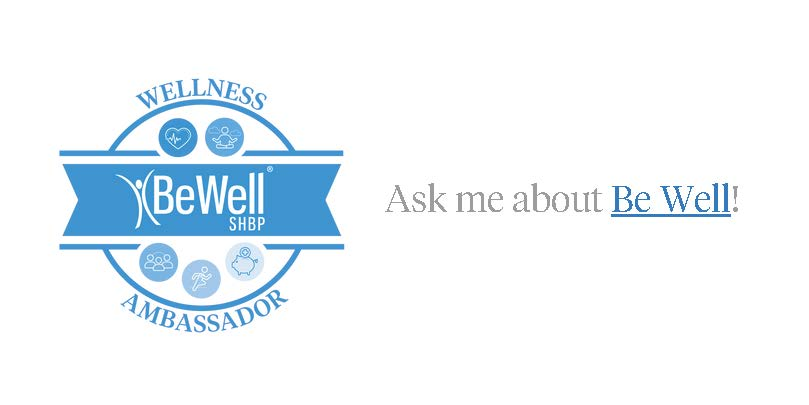 WELLNESS
BeWell®
SHBP
AMBASSADOR
Ask me about Be Well!